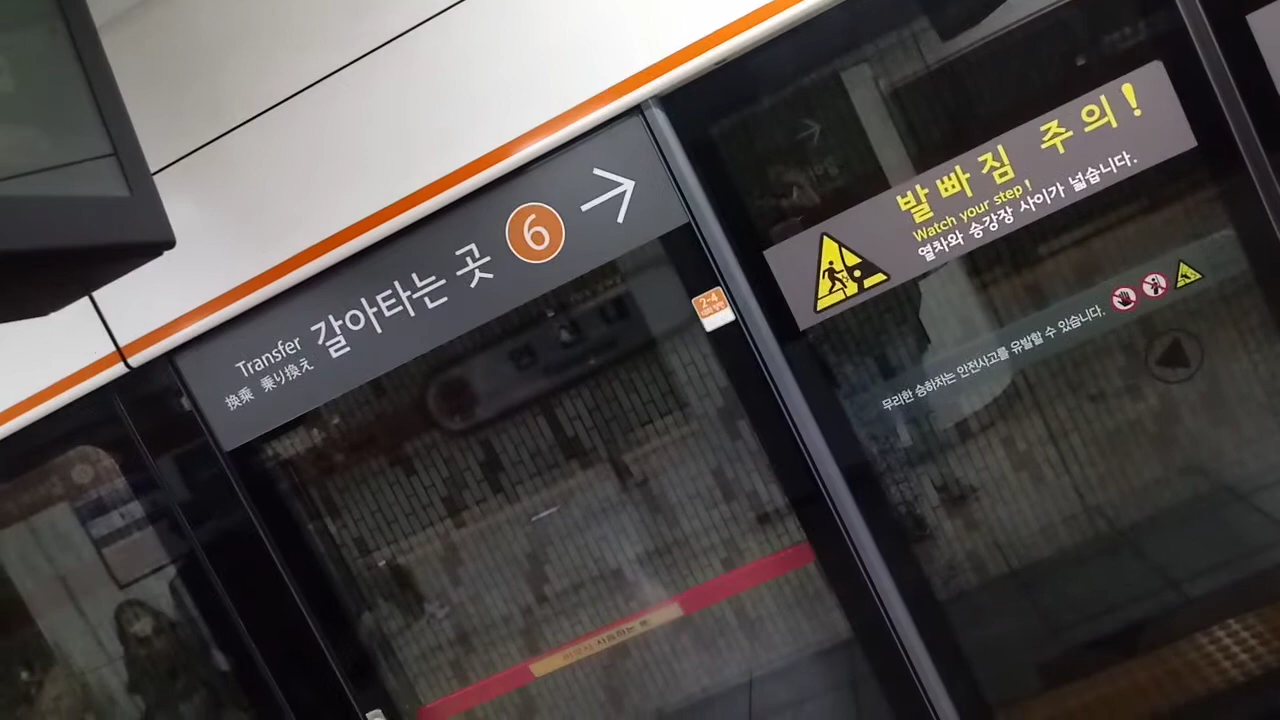 Transfer 갈아타는 곳 6
換乘 乗り換え
2-4
발빠짐 주의!
Watch your step!
열차와 승강장 사이가 넓습니다.
무리한 승하차는 안전사고를 유발할 수 있습니다.